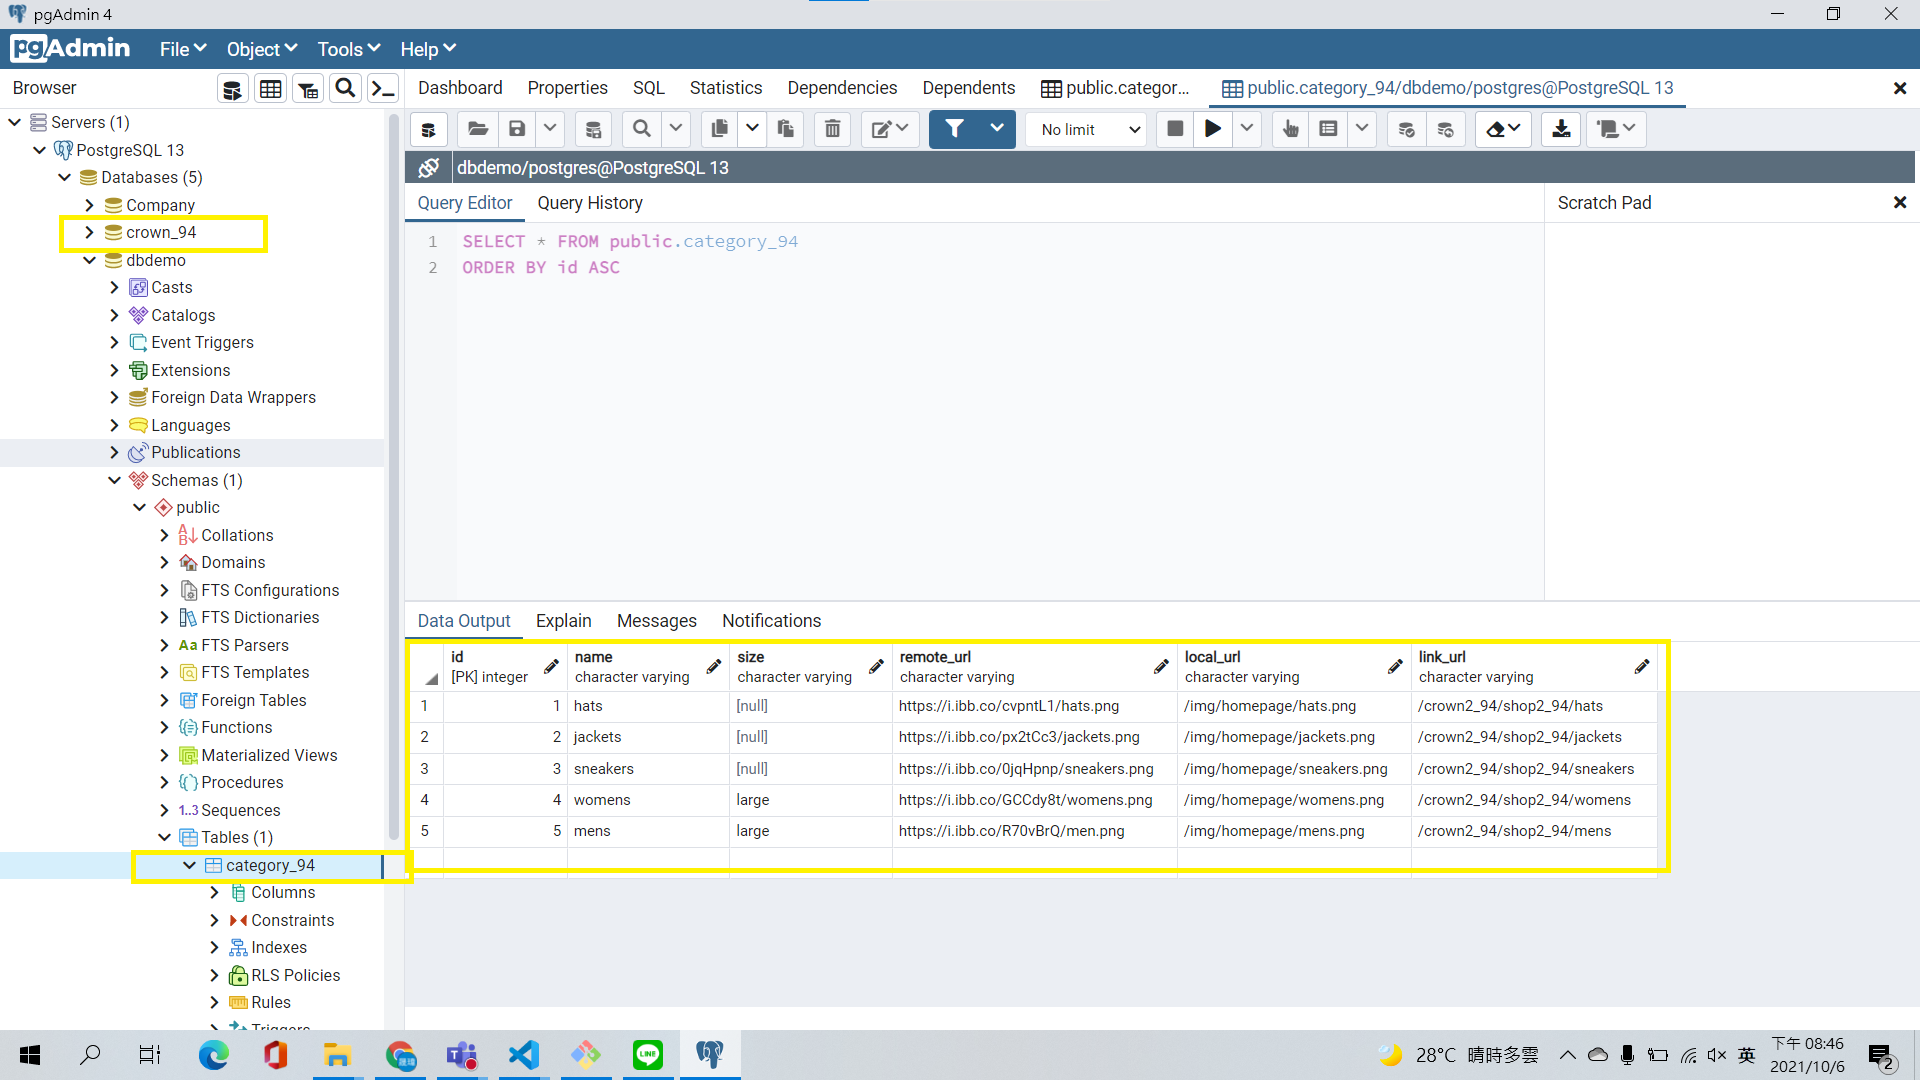 pgAdmin 4
pgAdmin
File
Object
Tools
Help
Browser
Dashboard
Properties
SQL
Statistics
Dependencies
Dependents
public.categor...
public.category_94/dbdemo/postgres@PostgreSQL 13
Servers (1)
PostgreSQL 13
Databases (5)
Company
crown_94
dbdemo
Casts
Catalogs
Event Triggers
Extensions
Foreign Data Wrappers
Languages
Publications
Schemas (1)
public
Collations
Domains
FTS Configurations
FTS Dictionaries
Aa FTS Parsers
FTS Templates
Foreign Tables
Functions
Materialized Views
Procedures
1..3 Sequences
Tables (1)
category_94
Columns
Constraints
Indexes
RLS Policies
Rules
Triggers
No limit
dbdemo/postgres@PostgreSQL 13
Query Editor
Query History
Scratch Pad
1 SELECT * FROM public.category_94
2 ORDER BY id ASC
Data Output
Explain
Messages
Notifications
id name size remote_url local_url link_url
[PK] integer character varying character varying character varying character varying character varying
1 1 hats [null] https://i.ibb.co/cvpntL1/hats.png /img/homepage/hats.png /crown2_94/shop2_94/hats
2 2 jackets [null] https://i.ibb.co/px2tCc3/jackets.png /img/homepage/jackets.png /crown2_94/shop2_94/jackets
3 3 sneakers [null] https://i.ibb.co/0jqHpnp/sneakers.png /img/homepage/sneakers.png /crown2_94/shop2_94/sneakers
4 4 womens large https://i.ibb.co/GCCdy8t/womens.png /img/homepage/womens.png /crown2_94/shop2_94/womens
5 5 mens large https://i.ibb.co/R70vBrQ/men.png /img/homepage/mens.png /crown2_94/shop2_94/mens
LINE
28°C 晴時多雲
英
下午 08:46
2021/10/6
2